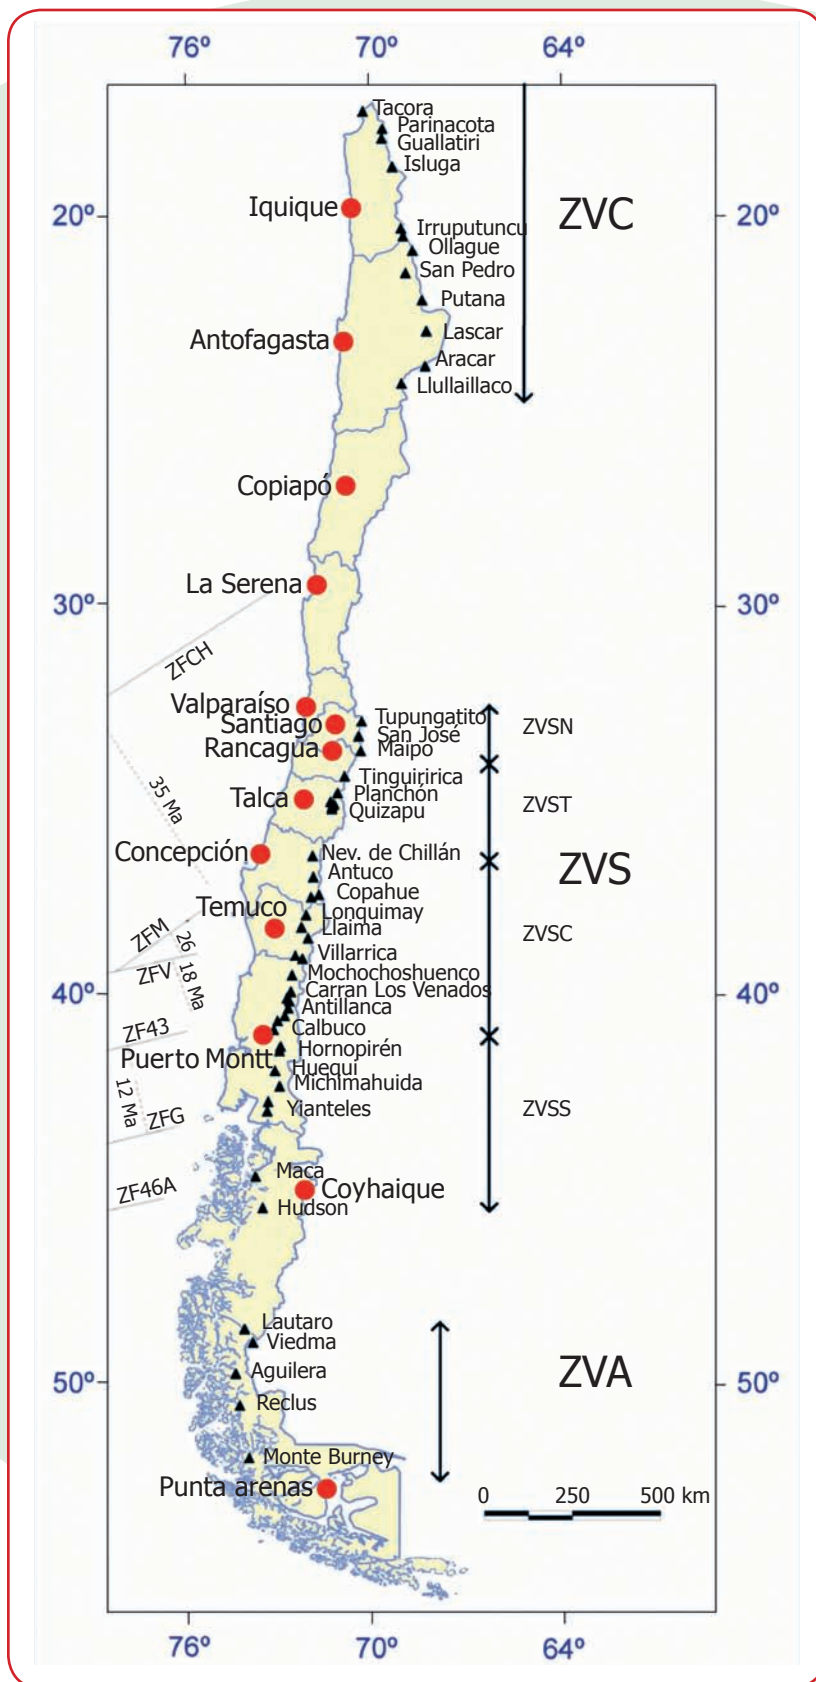 76º 70º 64º
Tacora
Parinacota
Guallatiri
Isluga
Iquique
20º
ZVC
20º
Irruputuncu
Ollague
San Pedro
Putana
Lascar
Antofagasta
Aracar
Llullaillaco
Copiapó
La Serena
30º
30º
ZFCH
Valparaíso
Tupungatito
Santiago
San José
ZVSN
Rancagua
Maipo
Tinguiririca
35 Ma
Talca
Planchón
ZVST
Quizapu
Concepción
Nev. de Chillán
ZVS
Antuco
Copahue
Temuco
Lonquimay
Llaima
ZVSC
ZFM
26
Villarrica
18 Ma
ZFV
Mochochoshuenco
40º
Carran Los Venados
40º
Antillanca
ZF43
Calbuco
Puerto Montt
Hornopirén
Huequi
Michimahuida
12 Ma
ZFG
Yianteles
ZVSS
Maca
ZF46A
Coyhaique
Hudson
Lautaro
Viedma
50º
Aguilera
ZVA
50º
Reclus
Monte Burney
Punta arenas
0 250 500 km
76º 70º 64º